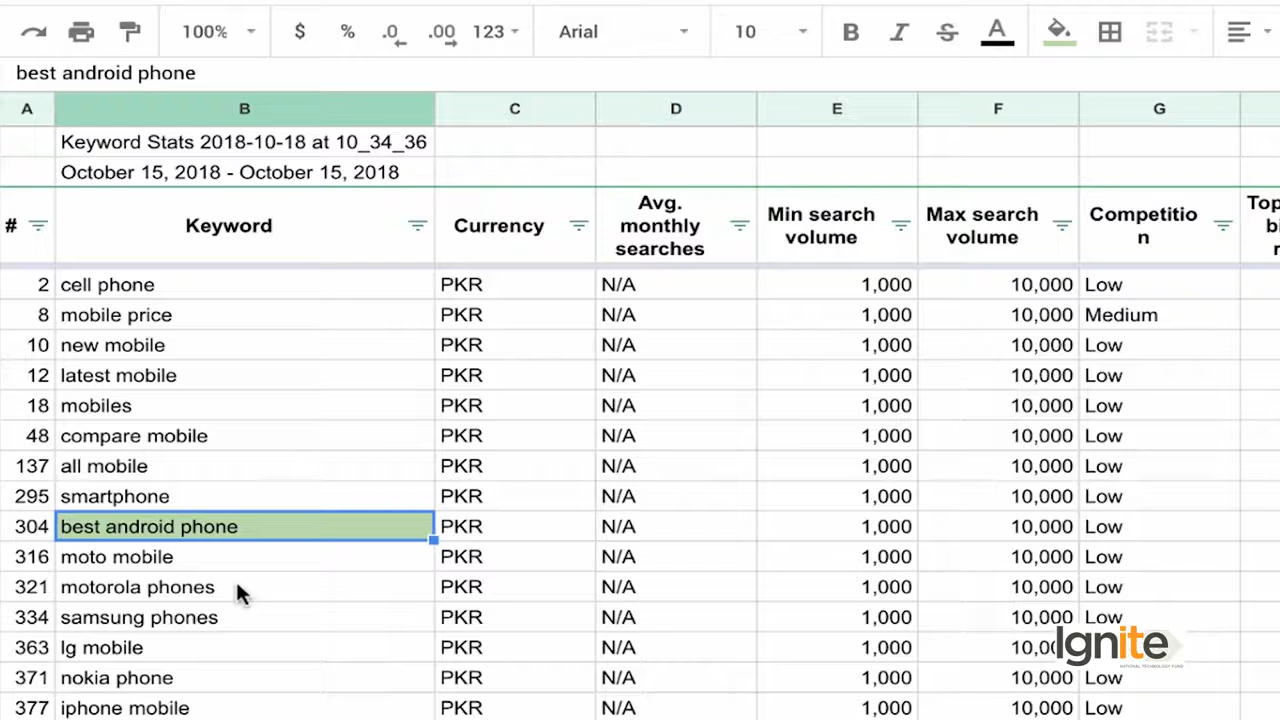 100% $ % .0 .00 123 Arial 10 B I S A
best android phone
A B C D E F G
Keyword Stats 2018-10-18 at 10_34_36
October 15, 2018 - October 15, 2018
# Keyword Currency Avg. monthly searches Min search volume Max search volume Competitio n Top
2 cell phone PKR N/A 1,000 10,000 Low
8 mobile price PKR N/A 1,000 10,000 Medium
10 new mobile PKR N/A 1,000 10,000 Low
12 latest mobile PKR N/A 1,000 10,000 Low
18 mobiles PKR N/A 1,000 10,000 Low
48 compare mobile PKR N/A 1,000 10,000 Low
137 all mobile PKR N/A 1,000 10,000 Low
295 smartphone PKR N/A 1,000 10,000 Low
304 best android phone PKR N/A 1,000 10,000 Low
316 moto mobile PKR N/A 1,000 10,000 Low
321 motorola phones PKR N/A 1,000 10,000 Low
334 samsung phones PKR N/A 1,000 10,000 Low
363 lg mobile PKR N/A 1,000
Ignite
NATIONAL TECHNOLOGY FUND
371 nokia phone PKR N/A 1,000 10,000 Low
377 iphone mobile PKR N/A 1,000 10,000 Low